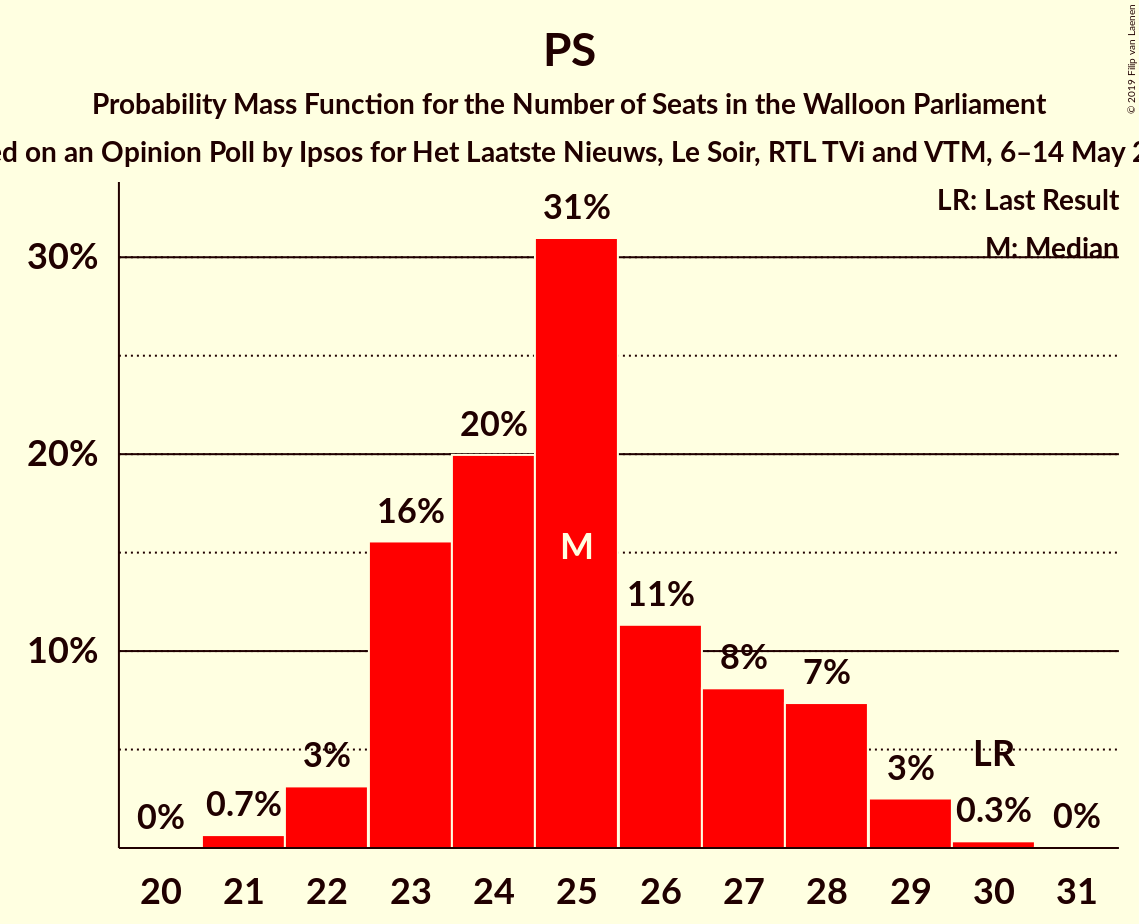 PS
Probability Mass Function for the Number of Seats in the Walloon Parliament
on an Opinion Poll by Ipsos for Het Laatste Nieuws, Le Soir, RTL TVi and VTM, 6–14 May
© 2019 Filip van Laenen
LR: Last Result
M: Median
30%
20%
10%
0%
0.7%
3%
16%
20%
31%
M
11%
8%
7%
3%
LR
0.3%
0%
20 21 22 23 24 25 26 27 28 29 30 31